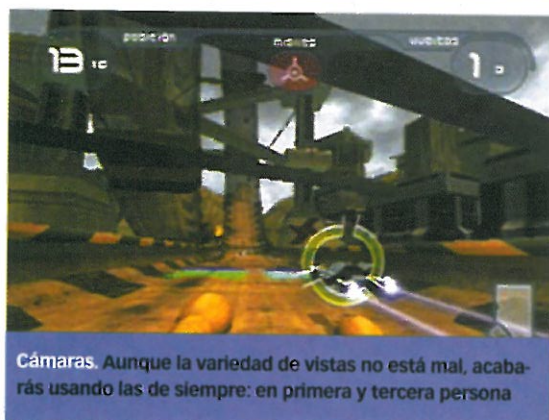 posición
vueltas
13
1
Cámaras. Aunque la variedad de vistas no está mal, acaba-
rás usando las de siempre: en primera y tercera persona